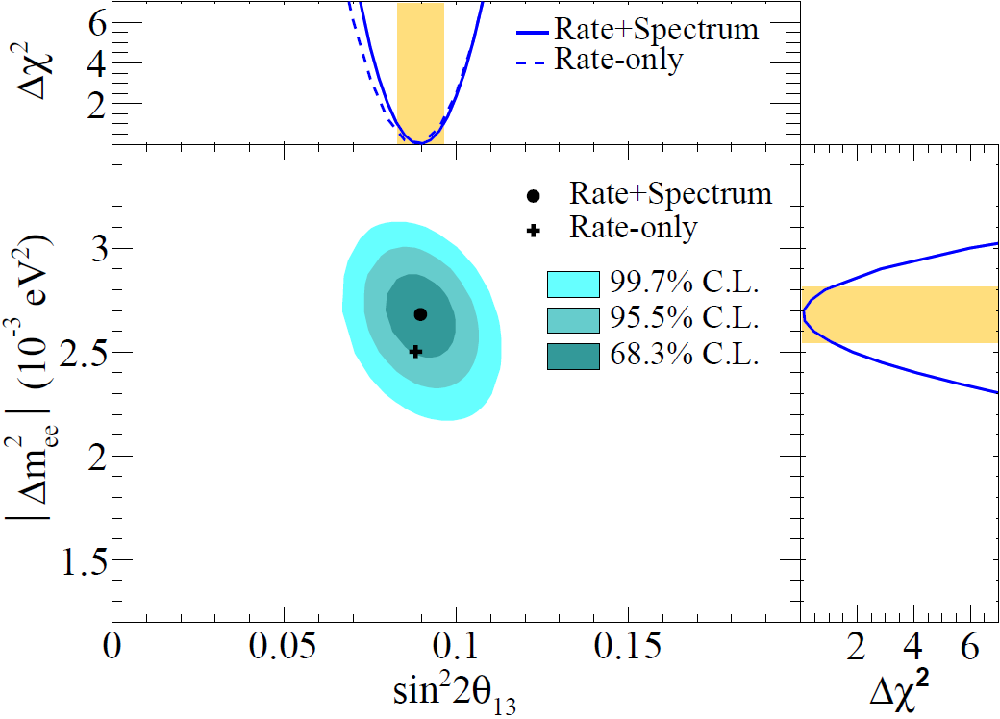 6
4
2
Δχ²
Rate+Spectrum
Rate-only
Rate+Spectrum
Rate-only
99.7% C.L.
95.5% C.L.
68.3% C.L.
3
2.5
2
1.5
|Δm²ee| (10⁻³ eV²)
0 0.05 0.1 0.15
sin²2θ₁₃
2 4 6
Δχ²